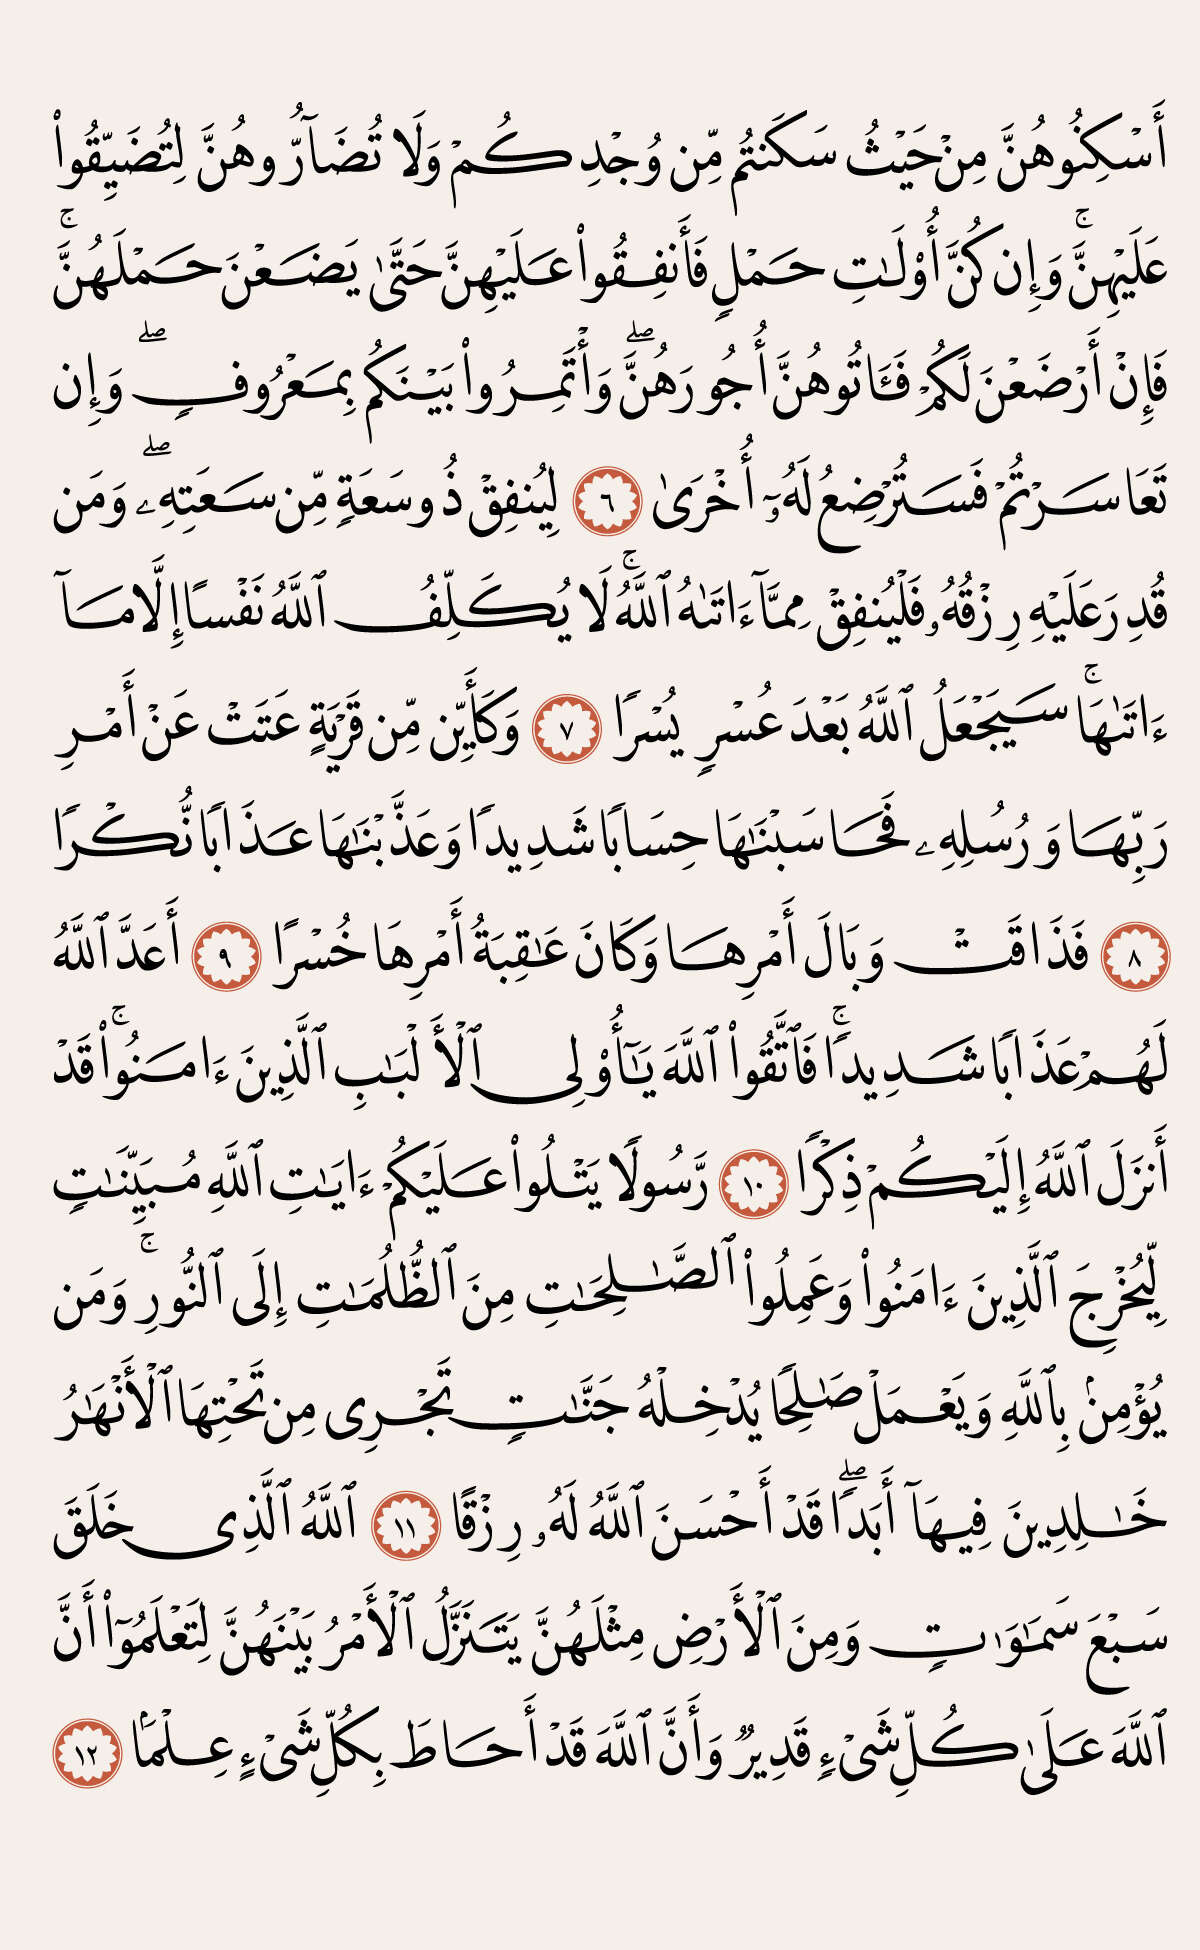 أَسْكِنُوهُنَّ مِنْ حَيْثُ سَكَنتُم مِّن وُجْدِكُمْ وَلَا تُضَآرُّوهُنَّ لِتُضَيِّقُوا۟
عَلَيْهِنَّ ۚ وَإِن كُنَّ أُو۟لَـٰتِ حَمْلٍ فَأَنفِقُوا۟ عَلَيْهِنَّ حَتَّىٰ يَضَعْنَ حَمْلَهُنَّ ۚ
فَإِنْ أَرْضَعْنَ لَكُمْ فَـَٔاتُوهُنَّ أُجُورَهُنَّ ۖ وَأْتَمِرُوا۟ بَيْنَكُم بِمَعْرُوفٍ ۖ وَإِن
تَعَاسَرْتُمْ فَسَتُرْضِعُ لَهُۥٓ أُخْرَىٰ ٦ لِيُنفِقْ ذُو سَعَةٍ مِّن سَعَتِهِۦ ۖ وَمَن
قُدِرَ عَلَيْهِ رِزْقُهُۥ فَلْيُنفِقْ مِمَّآ ءَاتَىٰهُ ٱللَّهُ ۚ لَا يُكَلِّفُ ٱللَّهُ نَفْسًا إِلَّا مَآ
ءَاتَىٰهَا ۚ سَيَجْعَلُ ٱللَّهُ بَعْدَ عُسْرٍ يُسْرًا ٧ وَكَأَيِّن مِّن قَرْيَةٍ عَتَتْ عَنْ أَمْرِ
رَبِّهَا وَرُسُلِهِۦ فَحَاسَبْنَـٰهَا حِسَابًا شَدِيدًا وَعَذَّبْنَـٰهَا عَذَابًا نُّكْرًا
٨ فَذَاقَتْ وَبَالَ أَمْرِهَا وَكَانَ عَـٰقِبَةُ أَمْرِهَا خُسْرًا ٩ أَعَدَّ ٱللَّهُ
لَهُمْ عَذَابًا شَدِيدًا ۚ فَٱتَّقُوا۟ ٱللَّهَ يَـٰٓأُو۟لِى ٱلْأَلْبَـٰبِ ٱلَّذِينَ ءَامَنُوا۟ ۚ قَدْ
أَنزَلَ ٱللَّهُ إِلَيْكُمْ ذِكْرًا ١٠ رَّسُولًا يَتْلُوا۟ عَلَيْكُمْ ءَايَـٰتِ ٱللَّهِ مُبَيِّنَـٰتٍ
لِّيُخْرِجَ ٱلَّذِينَ ءَامَنُوا۟ وَعَمِلُوا۟ ٱلصَّـٰلِحَـٰتِ مِنَ ٱلظُّلُمَـٰتِ إِلَى ٱلنُّورِ ۚ وَمَن
يُؤْمِنۢ بِٱللَّهِ وَيَعْمَلْ صَـٰلِحًا يُدْخِلْهُ جَنَّـٰتٍ تَجْرِى مِن تَحْتِهَا ٱلْأَنْهَـٰرُ
خَـٰلِدِينَ فِيهَآ أَبَدًا ۖ قَدْ أَحْسَنَ ٱللَّهُ لَهُۥ رِزْقًا ١١ ٱللَّهُ ٱلَّذِى خَلَقَ
سَبْعَ سَمَـٰوَٰتٍ وَمِنَ ٱلْأَرْضِ مِثْلَهُنَّ يَتَنَزَّلُ ٱلْأَمْرُ بَيْنَهُنَّ لِتَعْلَمُوٓا۟ أَنَّ
ٱللَّهَ عَلَىٰ كُلِّ شَىْءٍ قَدِيرٌ وَأَنَّ ٱللَّهَ قَدْ أَحَاطَ بِكُلِّ شَىْءٍ عِلْمًۢا ١٢